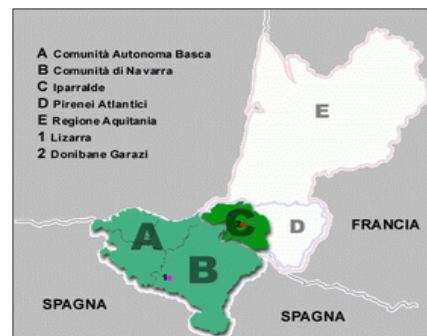 A Comunità Autonoma Basca
B Comunità di Navarra
C Iparralde
D Pirenei Atlantici
E Regione Aquitania
1 Lizarra
2 Donibane Garazi
E
A
B
C
2
D
1
FRANCIA
SPAGNA
SPAGNA